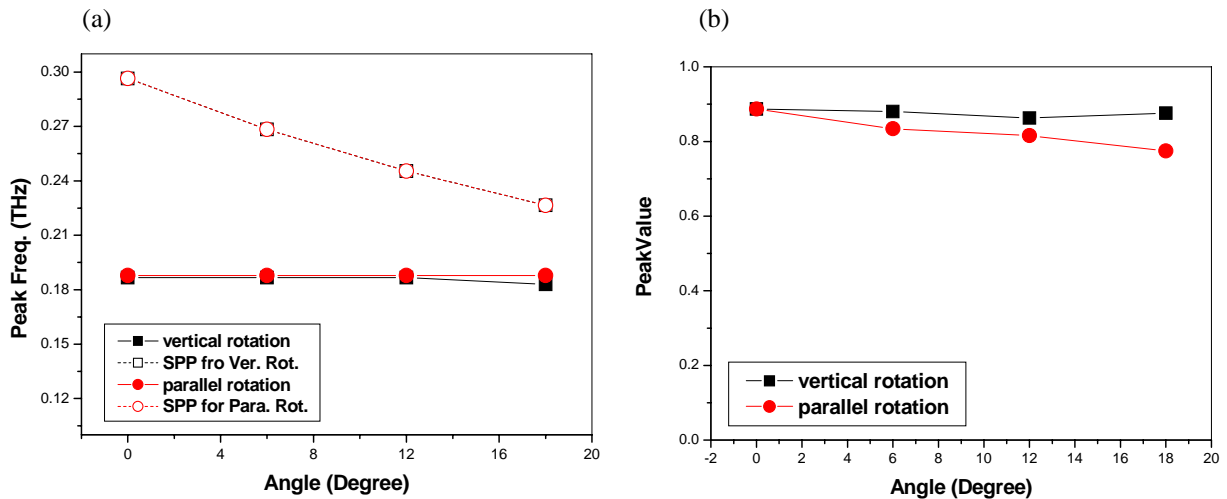 (a)
0.30
0.27
0.24
0.21
0.18
0.15
0.12
Peak Freq. (THz)
vertical rotation
SPP fro Ver. Rot.
parallel rotation
SPP for Para. Rot.
0 4 8 12 16 20
Angle (Degree)
(b)
1.0
0.8
0.6
0.4
0.2
0.0
PeakValue
vertical rotation
parallel rotation
-2 0 2 4 6 8 10 12 14 16 18 20
Angle (Degree)